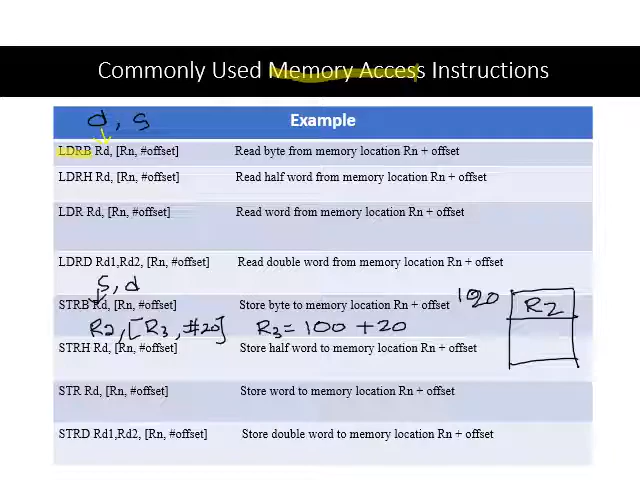 Commonly Used Memory Access Instructions
d, s
Example
LDRB Rd, [Rn, #offset] Read byte from memory location Rn + offset
LDRH Rd, [Rn, #offset] Read half word from memory location Rn + offset
LDR Rd, [Rn, #offset] Read word from memory location Rn + offset
LDRD Rd1,Rd2, [Rn, #offset] Read double word from memory location Rn + offset
S, d
STRB Rd, [Rn, #offset] Store byte to memory location Rn + offset
120 R2
R2, [R3, #20] R3 = 100 + 20
STRH Rd, [Rn, #offset] Store half word to memory location Rn + offset
STR Rd, [Rn, #offset] Store word to memory location Rn + offset
STRD Rd1,Rd2, [Rn, #offset] Store double word to memory location Rn + offset